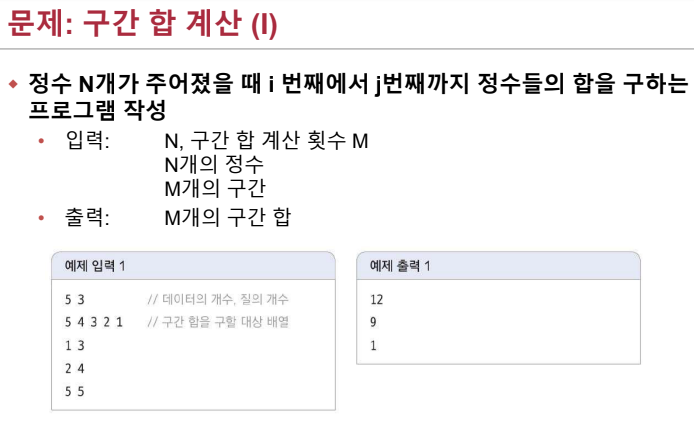 문제: 구간 합 계산 (I)
정수 N개가 주어졌을 때 i 번째에서 j번째까지 정수들의 합을 구하는
프로그램 작성
입력: N, 구간 합 계산 횟수 M
N개의 정수
M개의 구간
출력: M개의 구간 합
예제 입력 1
5 3 // 데이터의 개수, 질의 개수
5 4 3 2 1 // 구간 합을 구할 대상 배열
1 3
2 4
5 5
예제 출력 1
12
9
1